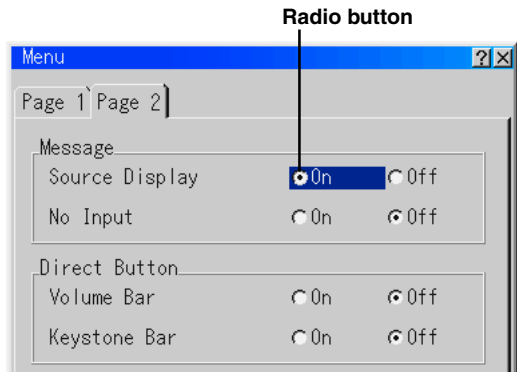 Radio button
Menu ? ×
Page 1 Page 2
Message
Source Display On Off
No Input On Off
Direct Button
Volume Bar On Off
Keystone Bar On Off